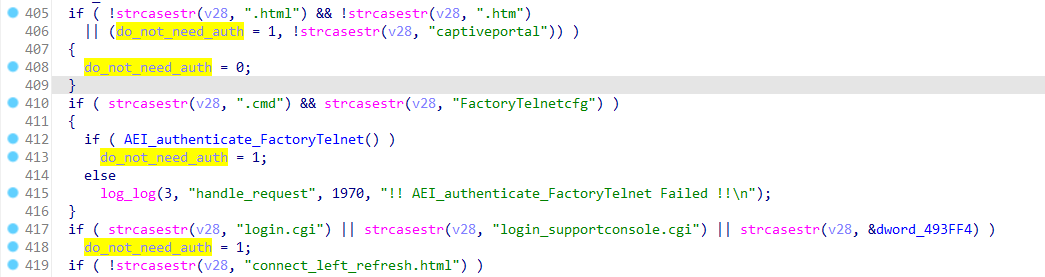 405 if ( !strcasestr(v28, ".html") && !strcasestr(v28, ".htm")
406 || (do_not_need_auth = 1, !strcasestr(v28, "captiveportal")) )
407 {
408 do_not_need_auth = 0;
409 }
410 if ( strcasestr(v28, ".cmd") && strcasestr(v28, "FactoryTelnetcfg") )
411 {
412 if ( AEI_authenticate_FactoryTelnet() )
413 do_not_need_auth = 1;
414 else
415 log_log(3, "handle_request", 1970, "!! AEI_authenticate_FactoryTelnet Failed !!\n");
416 }
417 if ( strcasestr(v28, "login.cgi") || strcasestr(v28, "login_supportconsole.cgi") || strcasestr(v28, &dword_493FF4) )
418 do_not_need_auth = 1;
419 if ( !strcasestr(v28, "connect_left_refresh.html") )